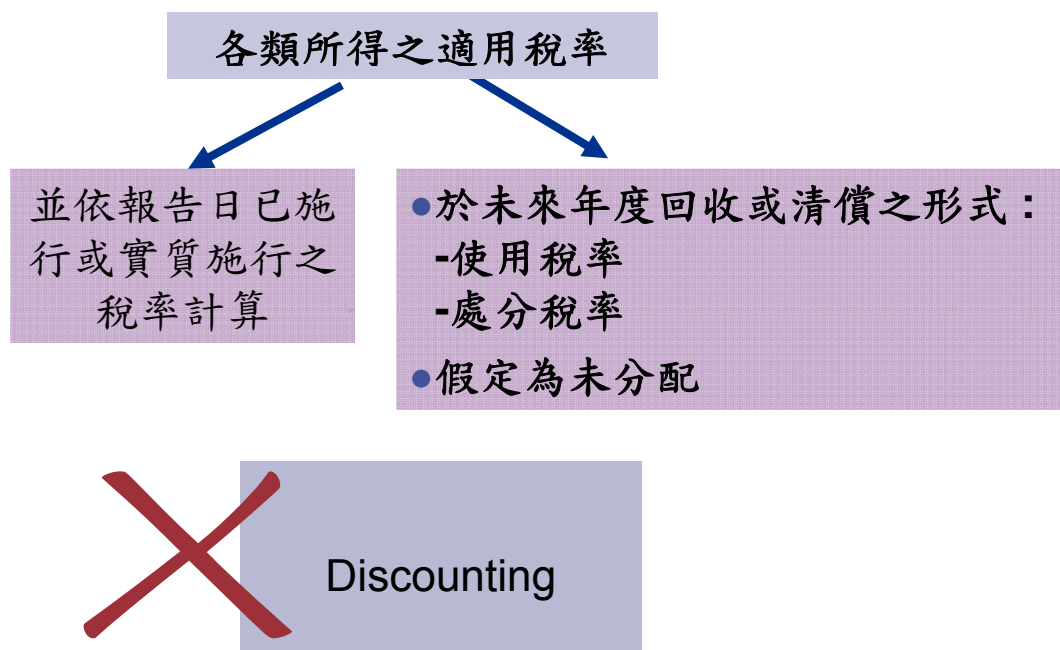 各類所得之適用稅率
並依報告日已施
行或實質施行之
稅率計算
●於未來年度回收或清償之形式：
-使用稅率
-處分稅率
●假定為未分配
Discounting